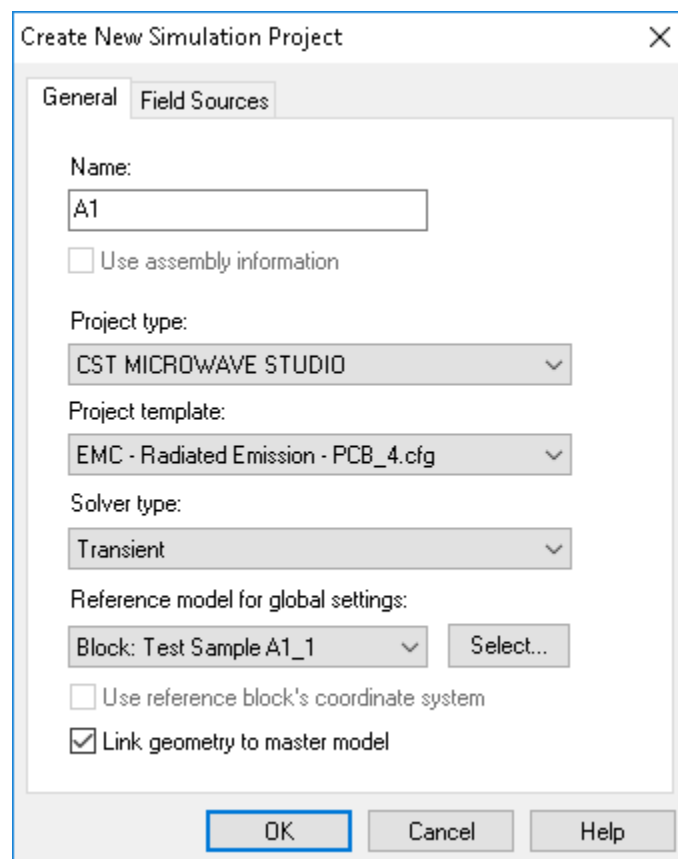 Create New Simulation Project
General Field Sources
Name:
A1
Use assembly information
Project type:
CST MICROWAVE STUDIO
Project template:
EMC - Radiated Emission - PCB_4.cfg
Solver type:
Transient
Reference model for global settings:
Block: Test Sample A1_1 Select...
Use reference block's coordinate system
Link geometry to master model
OK Cancel Help